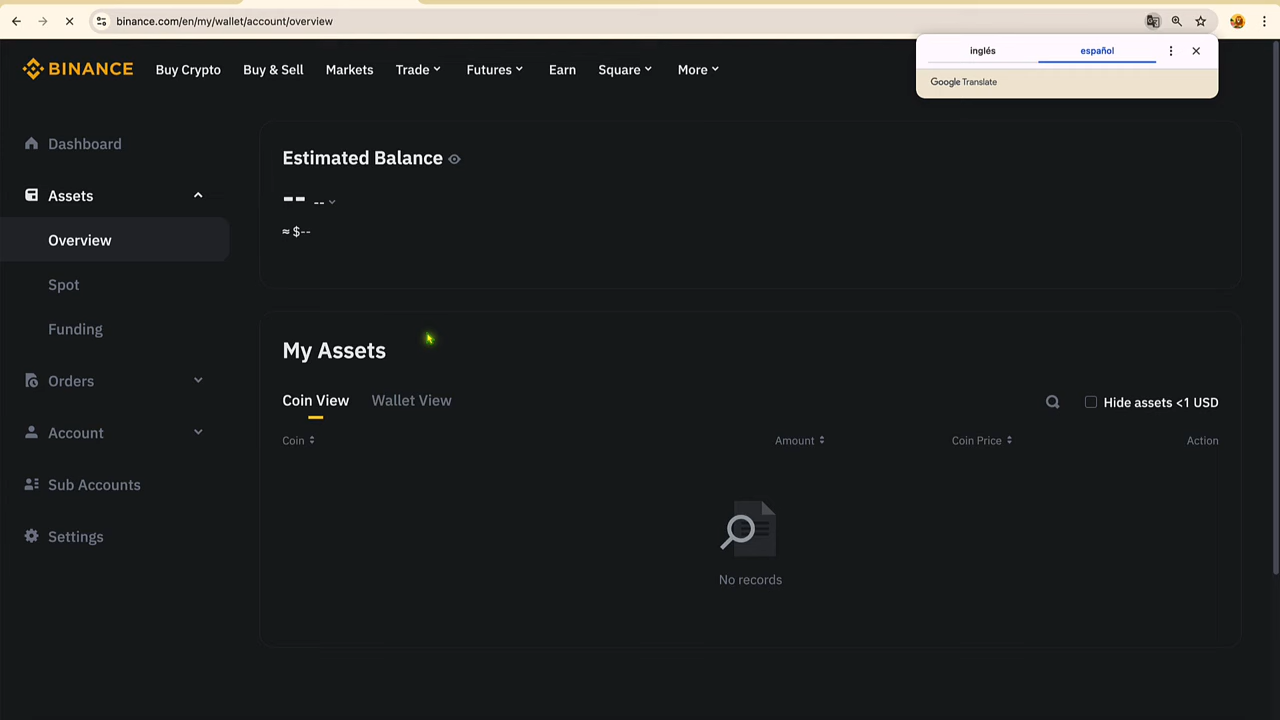 binance.com/en/my/wallet/account/overview
inglés
español
Google Translate
BINANCE
Buy Crypto
Buy & Sell
Markets
Trade
Futures
Earn
Square
More
Dashboard
Assets
Overview
Spot
Funding
Orders
Account
Sub Accounts
Settings
Estimated Balance
-- --
≈ $--
My Assets
Coin View
Wallet View
Hide assets <1 USD
Coin
Amount
Coin Price
Action
No records